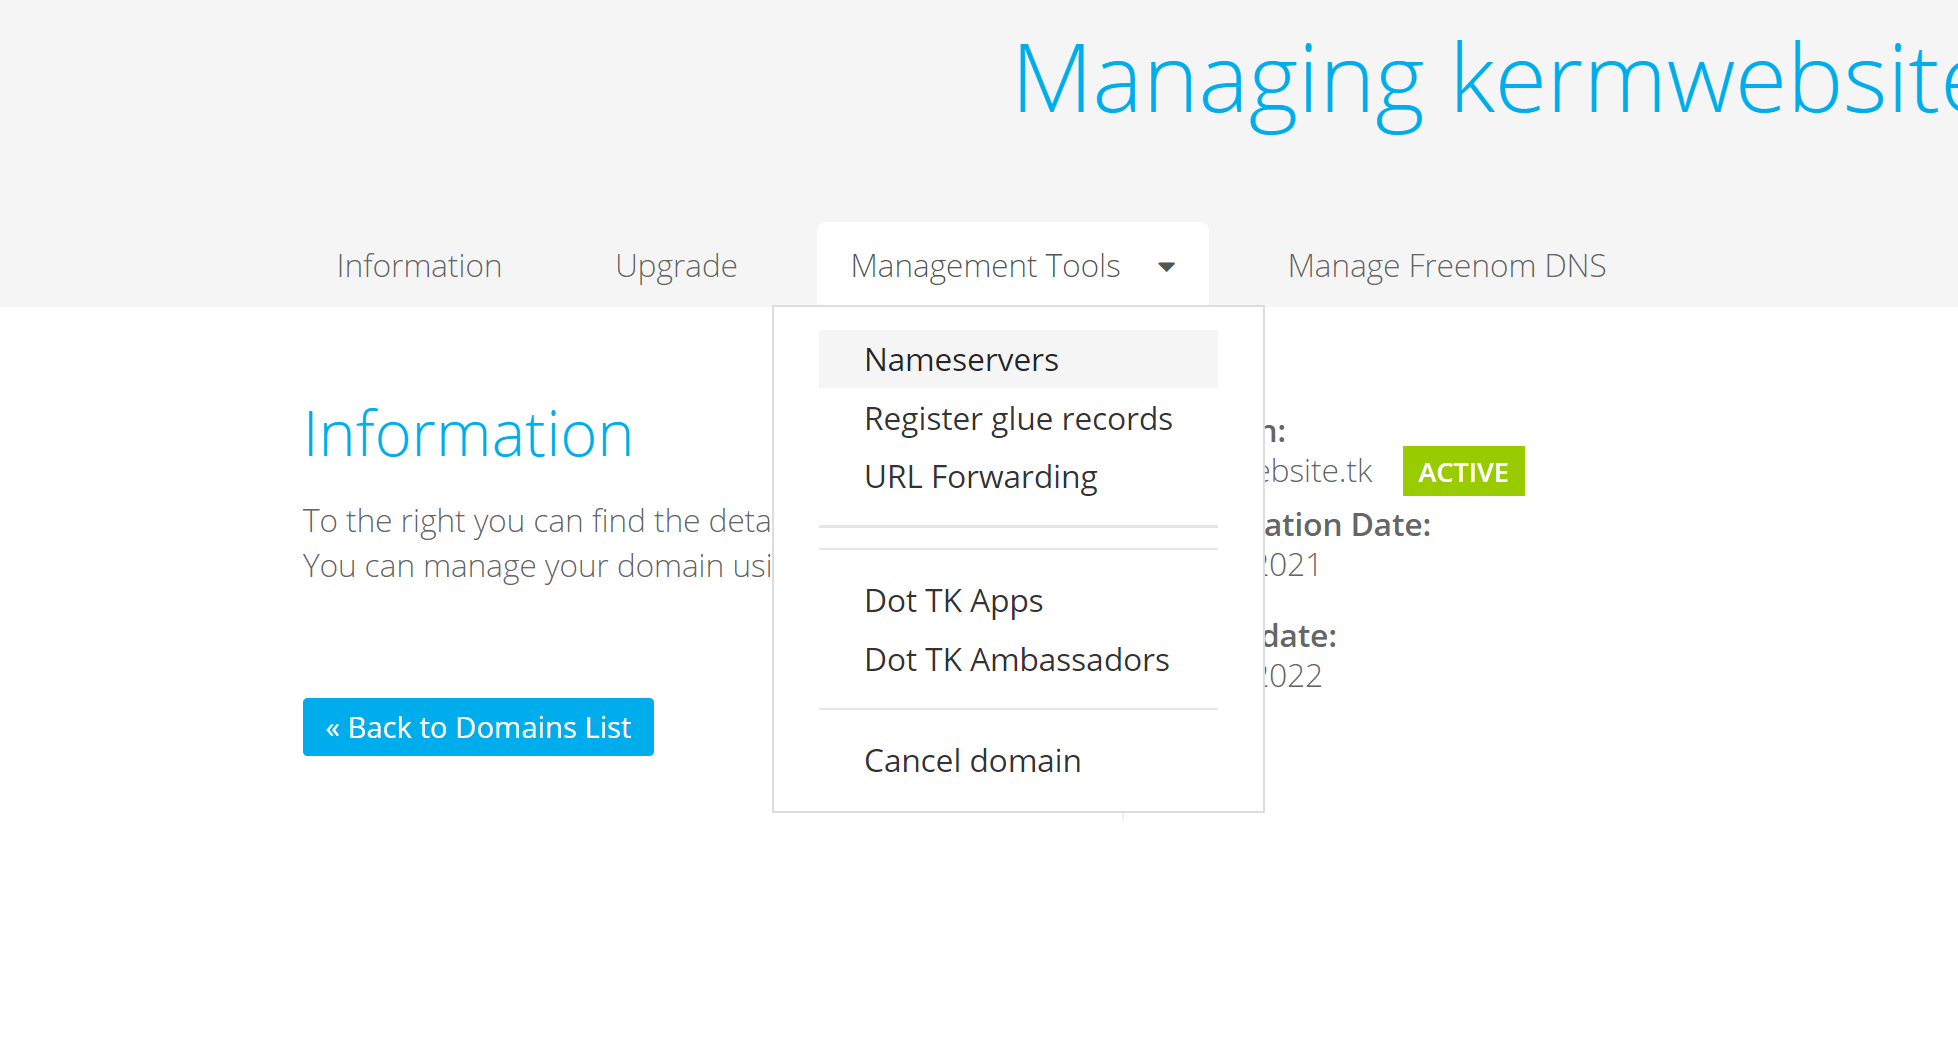 Managing kermwebsite
Information
Upgrade
Management Tools
Manage Freenom DNS
Nameservers
Register glue records
URL Forwarding
Dot TK Apps
Dot TK Ambassadors
Cancel domain
Information
To the right you can find the deta
You can manage your domain usi
« Back to Domains List
n:
ebsite.tk ACTIVE
ation Date:
2021
date:
2022